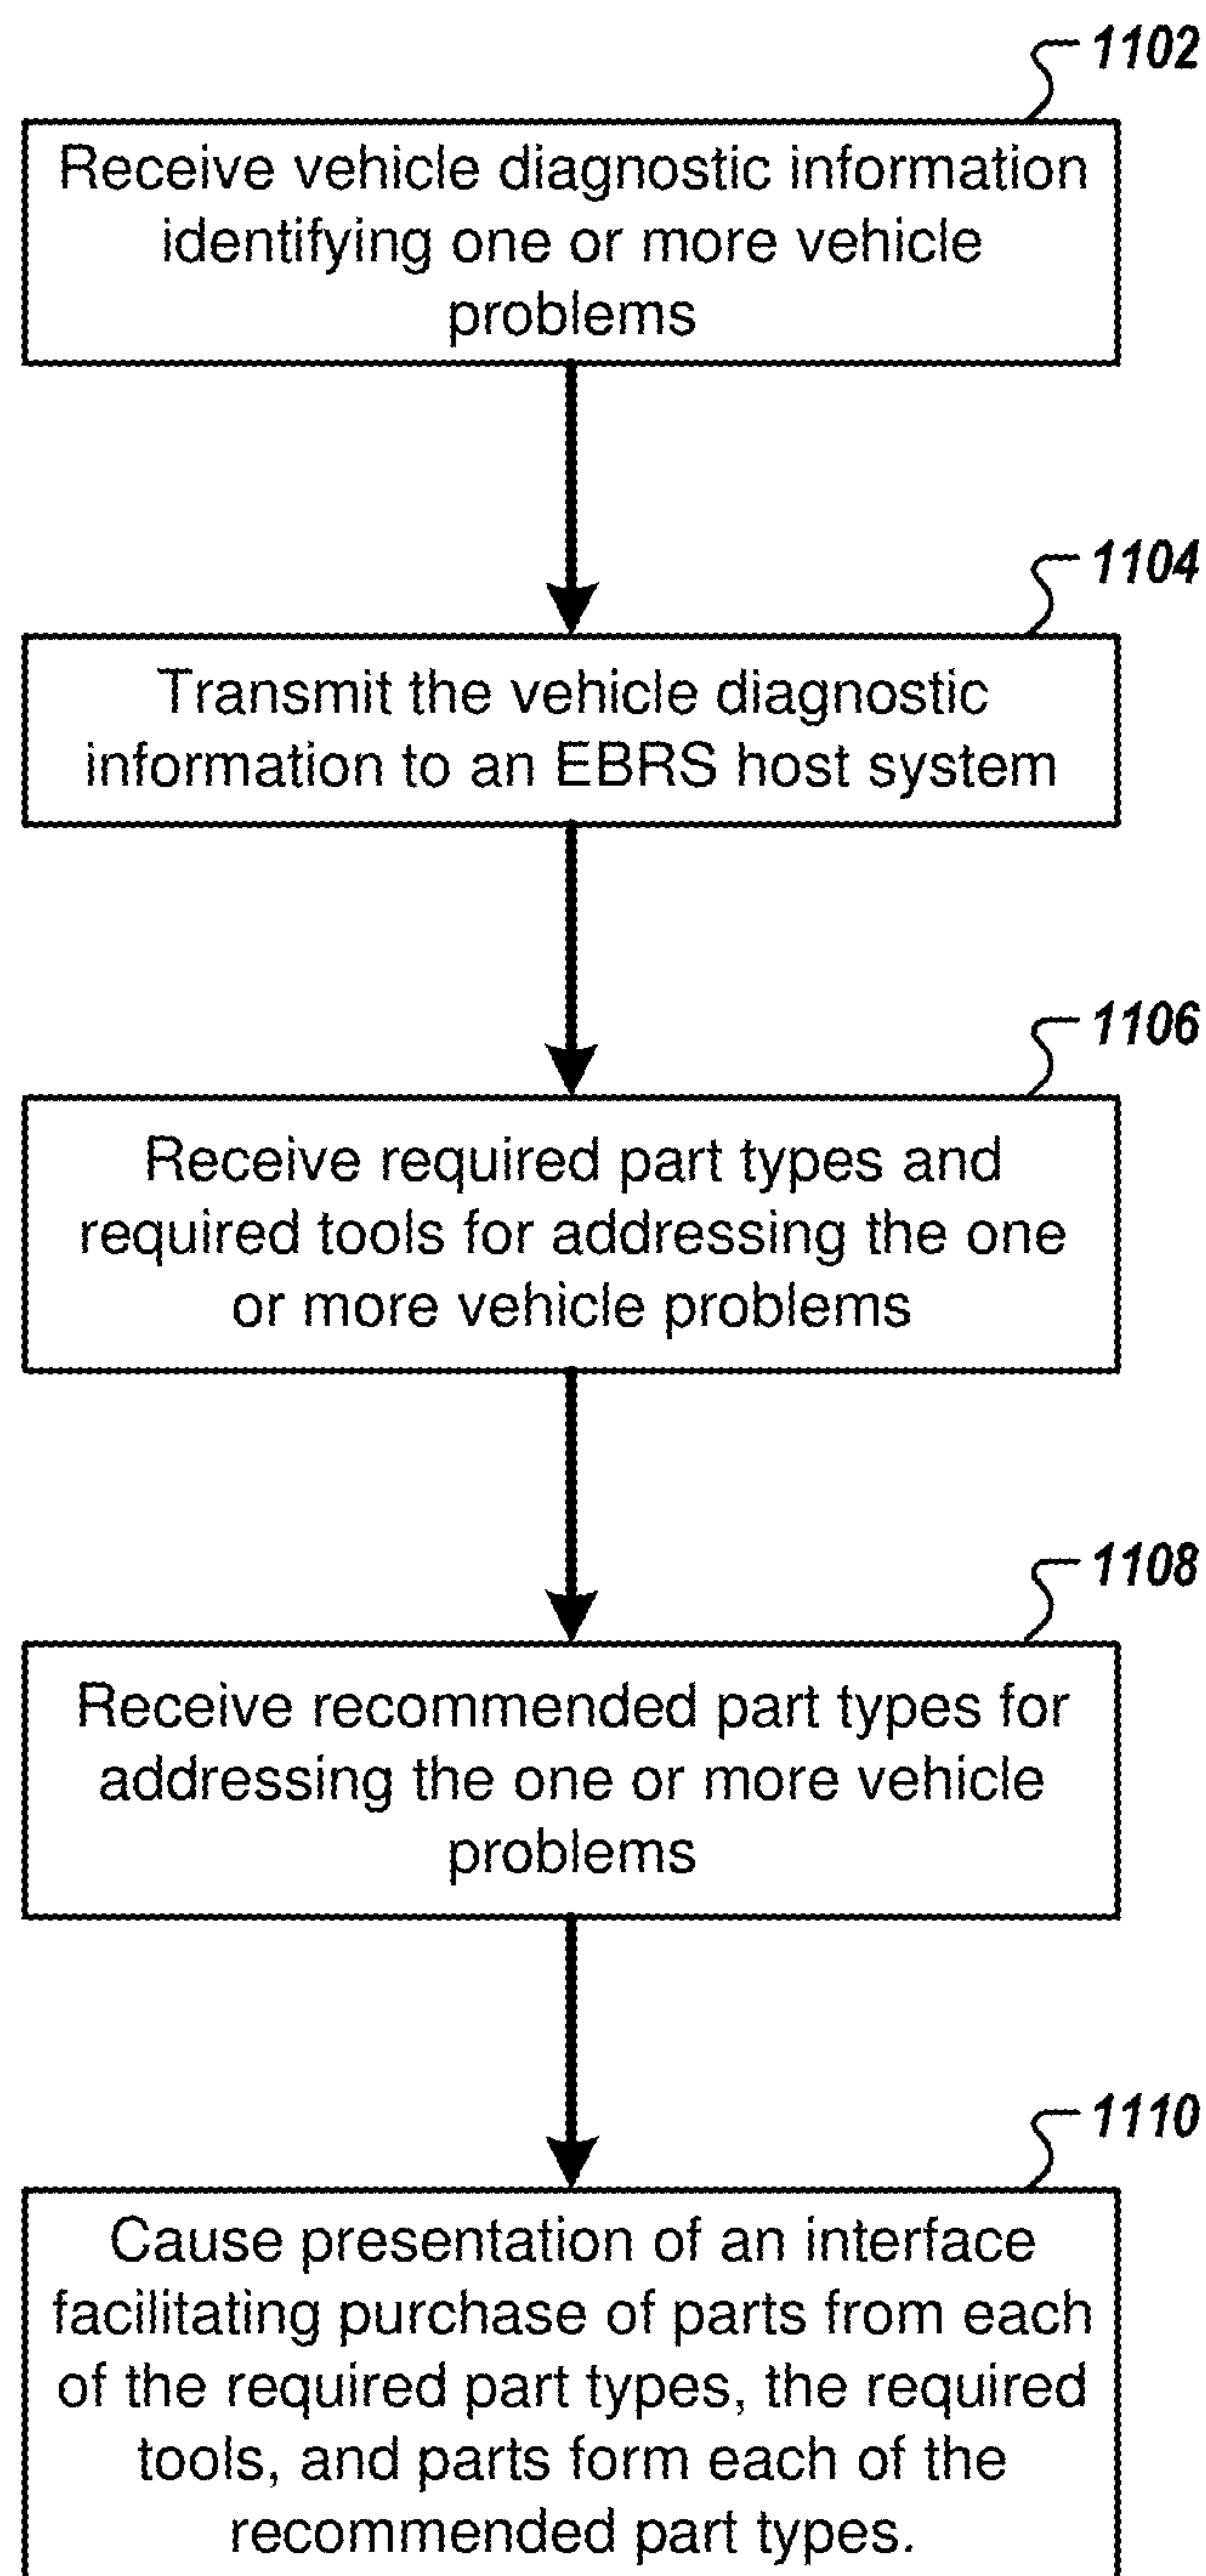 1102
Receive vehicle diagnostic information
identifying one or more vehicle
problems
1104
Transmit the vehicle diagnostic
information to an EBRS host system
1106
Receive required part types and
required tools for addressing the one
or more vehicle problems
1108
Receive recommended part types for
addressing the one or more vehicle
problems
1110
Cause presentation of an interface
facilitating purchase of parts from each
of the required part types, the required
tools, and parts form each of the
recommended part types.